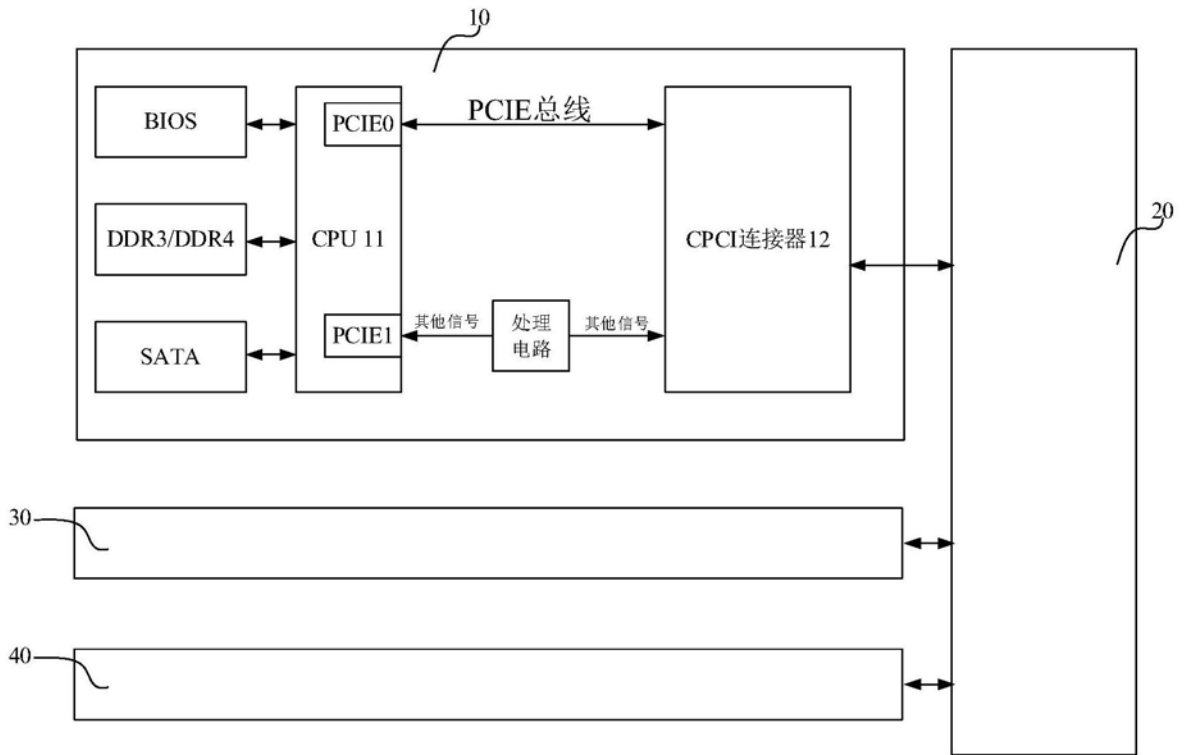 10
BIOS
PCIE0
PCIE总线
DDR3/DDR4
CPU 11
CPCI连接器12
20
SATA
PCIE1
其他信号
处理
电路
其他信号
30
40